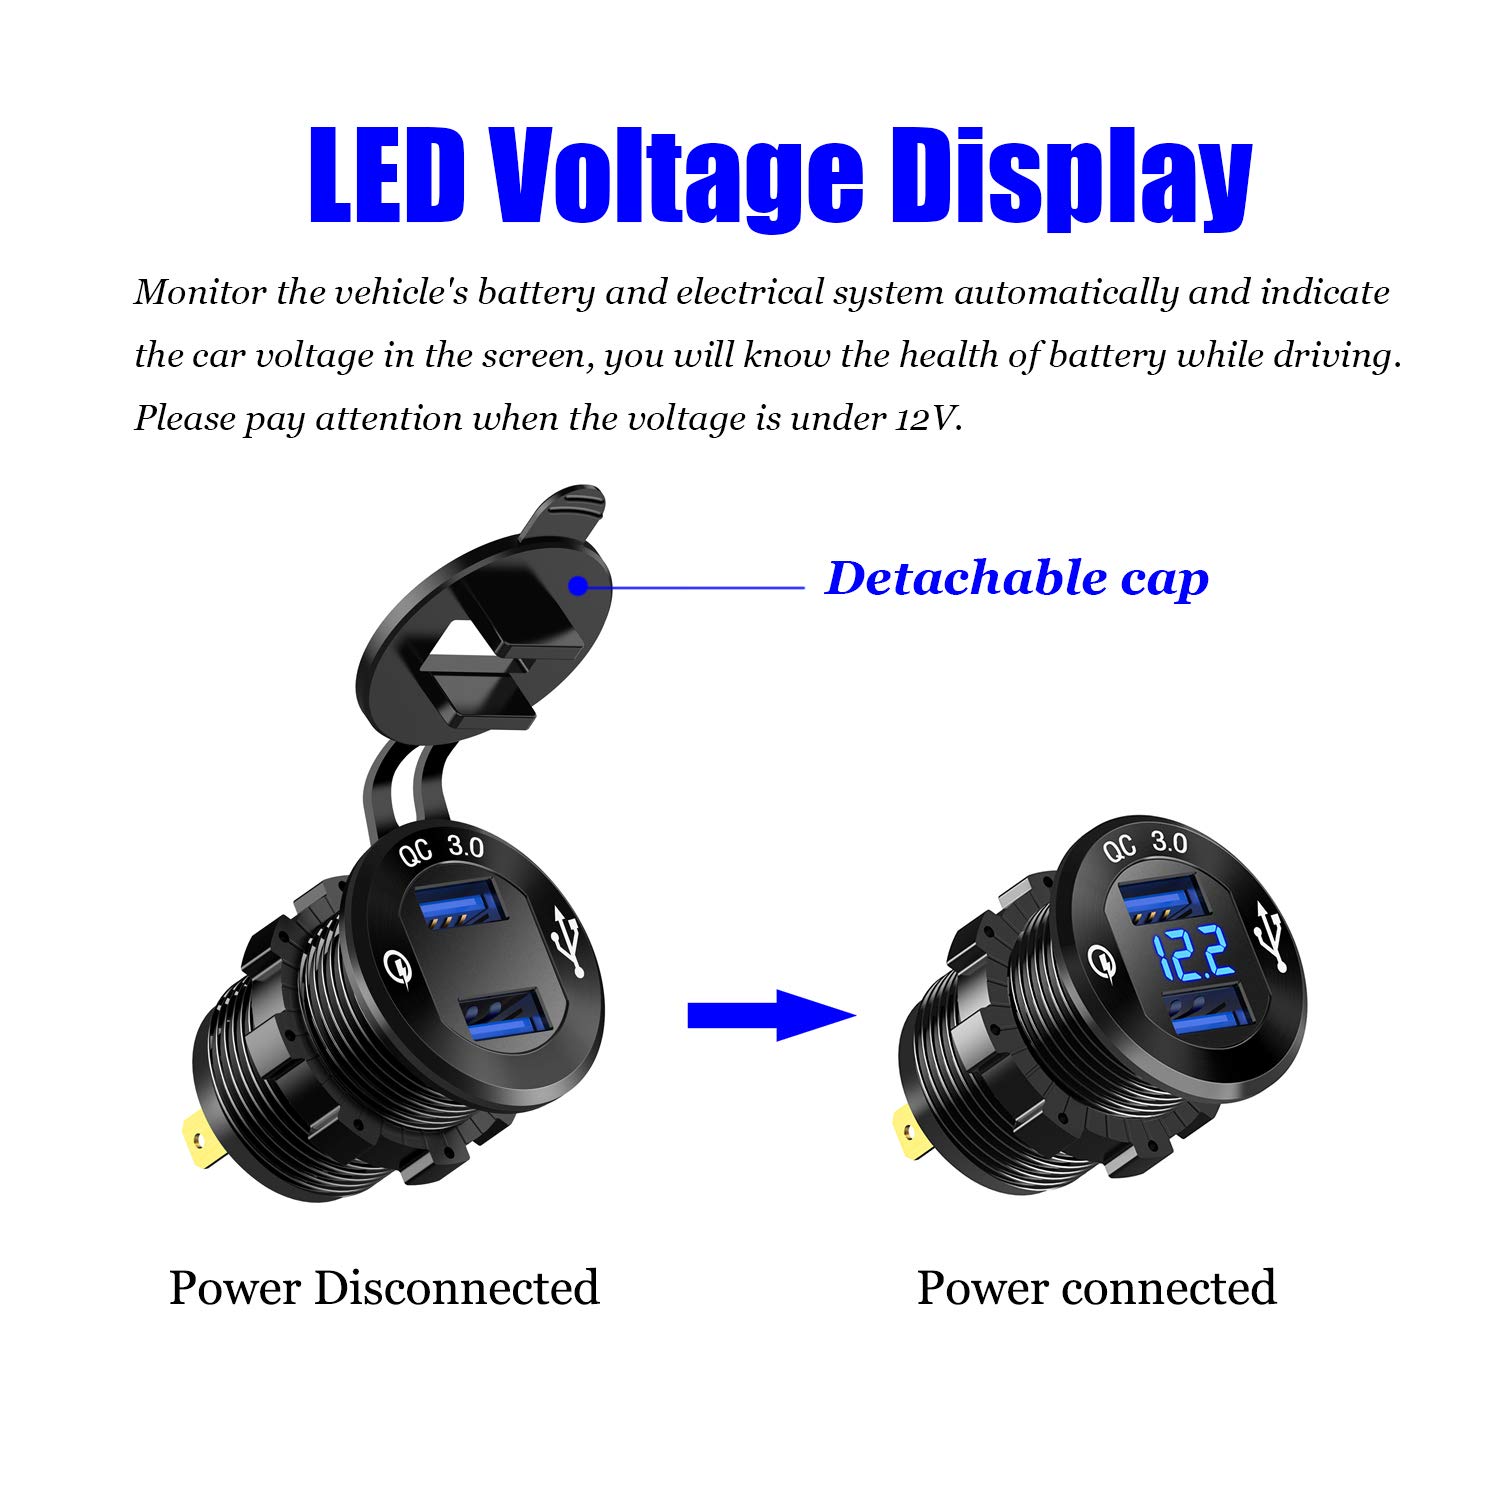 LED Voltage Display
Monitor the vehicle's battery and electrical system automatically and indicate
the car voltage in the screen, you will know the health of battery while driving.
Please pay attention when the voltage is under 12V.
Detachable cap
QC 3.0
QC 3.0
12.2
Power Disconnected
Power connected